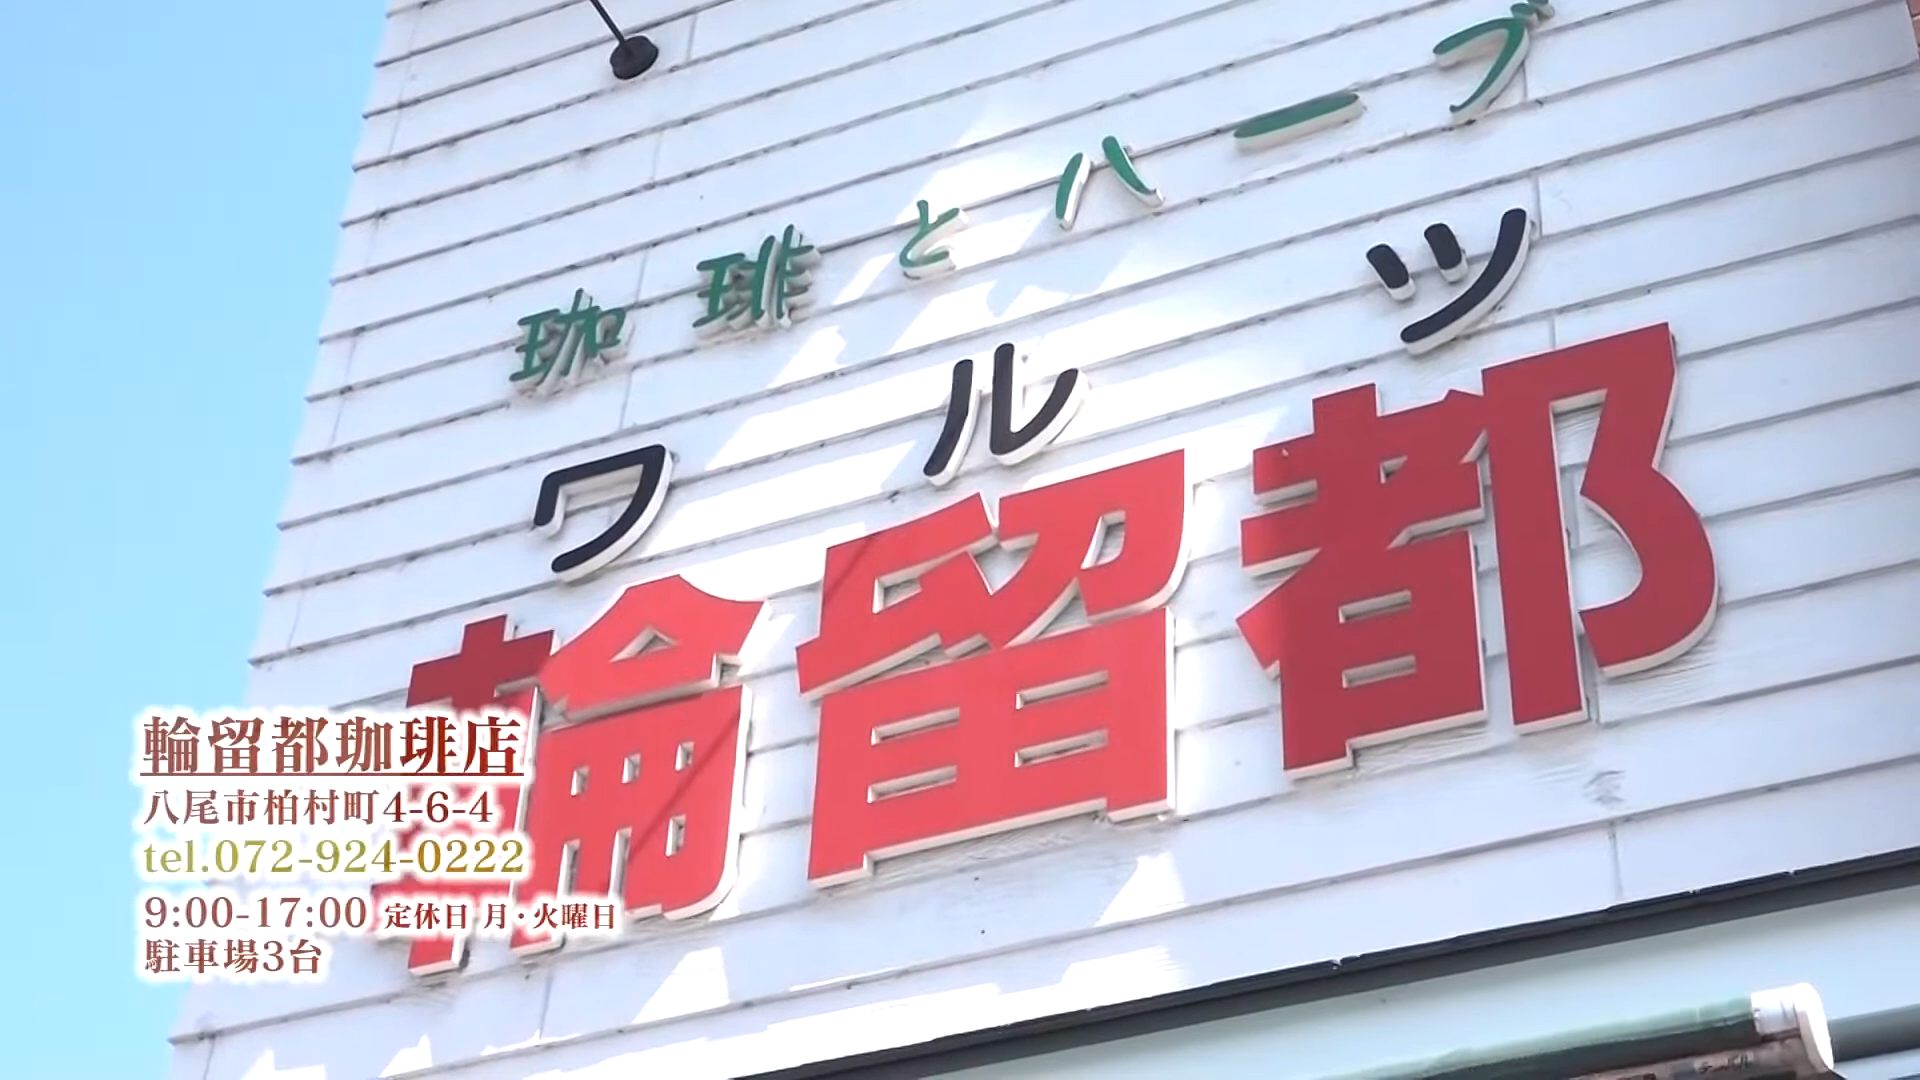 珈琲とハーブ
ワルツ
輪留都
輪留都珈琲店
八尾市柏村町4-6-4
tel.072-924-0222
9:00-17:00 定休日 月・火曜日
駐車場3台